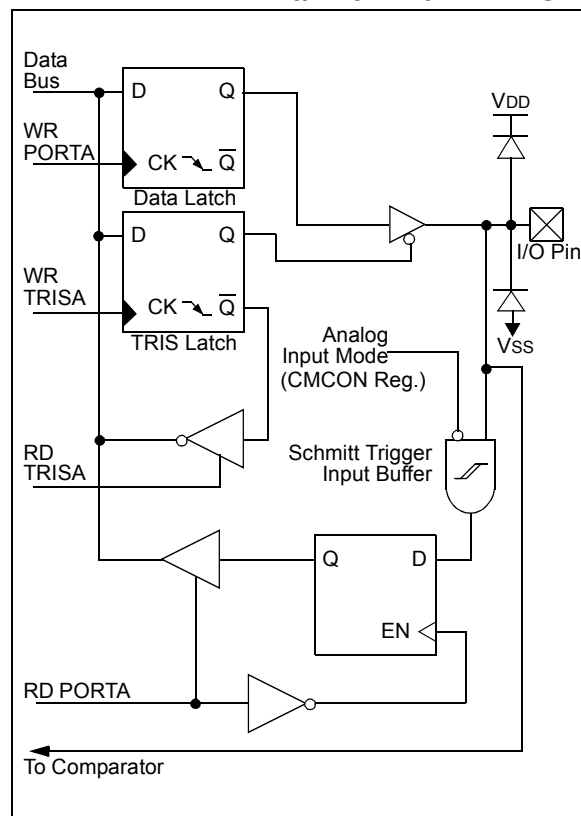 Data
Bus
D Q
VDD
WR
PORTA
CK Q
Data Latch
D Q
I/O Pin
WR
TRISA
CK Q
TRIS Latch
VSS
Analog
Input Mode
(CMCON Reg.)
RD
TRISA
Schmitt Trigger
Input Buffer
Q D
EN
RD PORTA
To Comparator